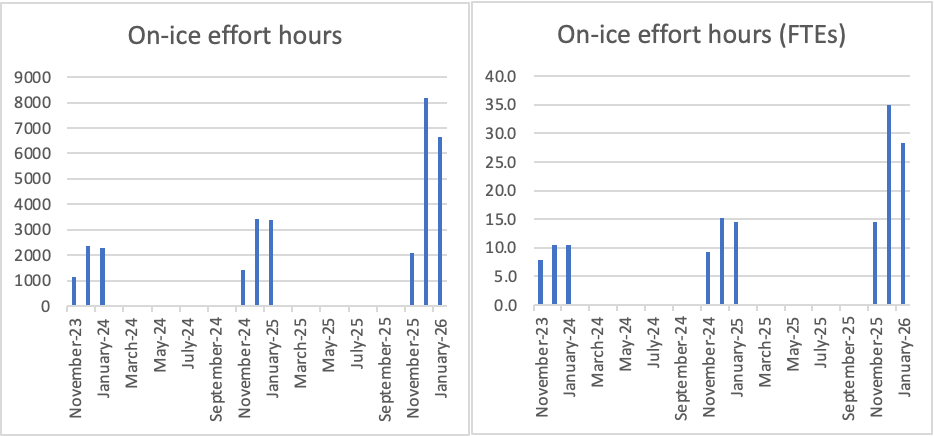 On-ice effort hours
9000
8000
7000
6000
5000
4000
3000
2000
1000
0
November-23
January-24
March-24
May-24
July-24
September-24
November-24
January-25
March-25
May-25
July-25
September-25
November-25
January-26
On-ice effort hours (FTEs)
40.0
35.0
30.0
25.0
20.0
15.0
10.0
5.0
0.0
November-23
January-24
March-24
May-24
July-24
September-24
November-24
January-25
March-25
May-25
July-25
September-25
November-25
January-26